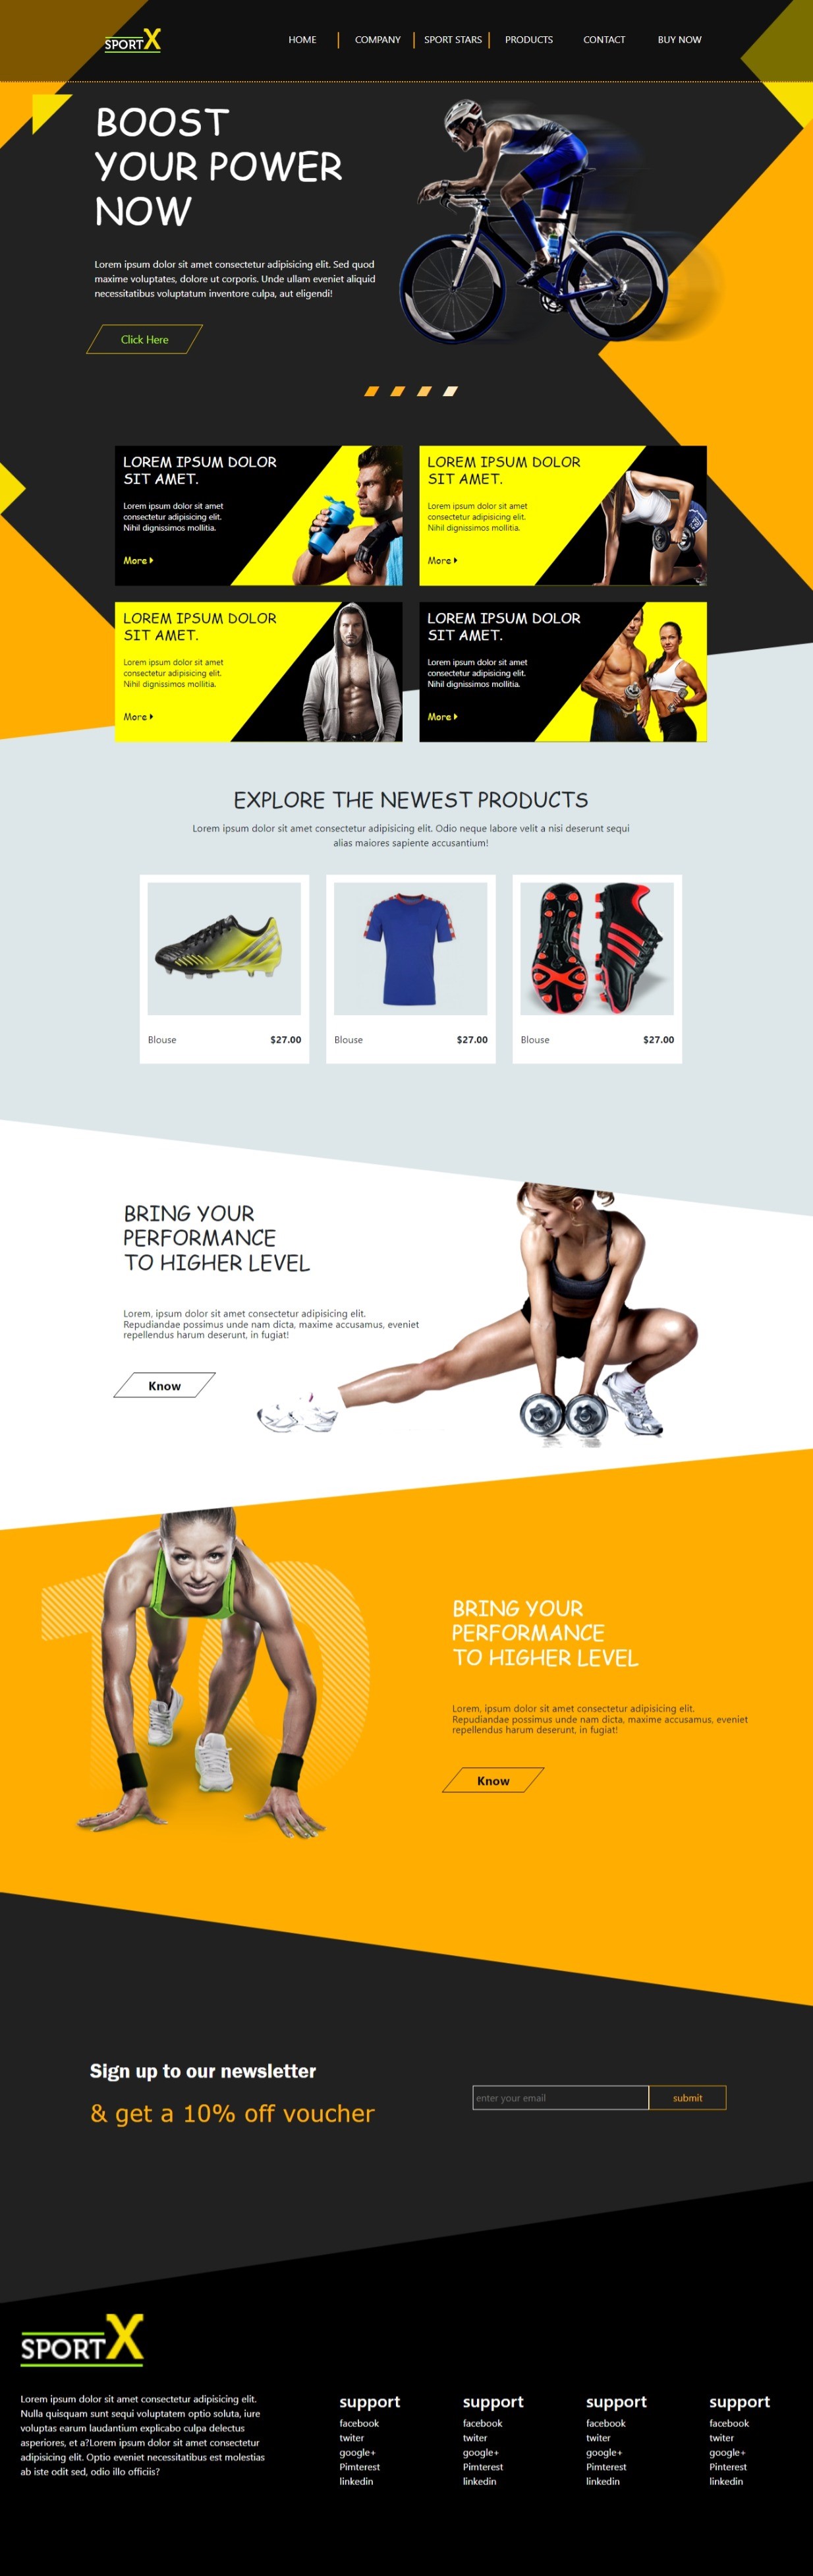 SPORTX
HOME
COMPANY
SPORT STARS
PRODUCTS
CONTACT
BUY NOW
BOOST
YOUR POWER
NOW
Lorem ipsum dolor sit amet consectetur adipisicing elit. Sed quod
maxime voluptates, dolore ut corporis. Unde ullam eveniet aliquid
necessitatibus voluptatum inventore culpa, aut eligendi!
Click Here
LOREM IPSUM DOLOR
SIT AMET.
Lorem ipsum dolor sit amet
consectetur adipisicing elit.
Nihil dignissimos mollitia.
More
LOREM IPSUM DOLOR
SIT AMET.
Lorem ipsum dolor sit amet
consectetur adipisicing elit.
Nihil dignissimos mollitia.
More
LOREM IPSUM DOLOR
SIT AMET.
Lorem ipsum dolor sit amet
consectetur adipisicing elit.
Nihil dignissimos mollitia.
More
LOREM IPSUM DOLOR
SIT AMET.
Lorem ipsum dolor sit amet
consectetur adipisicing elit.
Nihil dignissimos mollitia.
More
EXPLORE THE NEWEST PRODUCTS
Lorem ipsum dolor sit amet consectetur adipisicing elit. Odio neque labore velit a nisi deserunt sequi
alias maiores sapiente accusantium!
Blouse
$27.00
Blouse
$27.00
Blouse
$27.00
BRING YOUR
PERFORMANCE
TO HIGHER LEVEL
Lorem, ipsum dolor sit amet consectetur adipisicing elit.
Repudiandae possimus unde nam dicta, maxime accusamus, eveniet
repellendus harum deserunt, in fugiat!
Know
10
BRING YOUR
PERFORMANCE
TO HIGHER LEVEL
Lorem, ipsum dolor sit amet consectetur adipisicing elit.
Repudiandae possimus unde nam dicta, maxime accusamus, eveniet
repellendus harum deserunt, in fugiat!
Know
Sign up to our newsletter
& get a 10% off voucher
enter your email
submit
SPORTX
Lorem ipsum dolor sit amet consectetur adipisicing elit.
Nulla quisquam sunt sequi voluptatem optio soluta, iure
voluptas earum laudantium explicabo culpa delectus
asperiores, et a?Lorem ipsum dolor sit amet consectetur
adipisicing elit. Optio eveniet necessitatibus est molestias
ab iste odit sed, odio illo officiis?
support
facebook
twiter
google+
Pimterest
linkedin
support
facebook
twiter
google+
Pimterest
linkedin
support
facebook
twiter
google+
Pimterest
linkedin
support
facebook
twiter
google+
Pinterest
linkedin